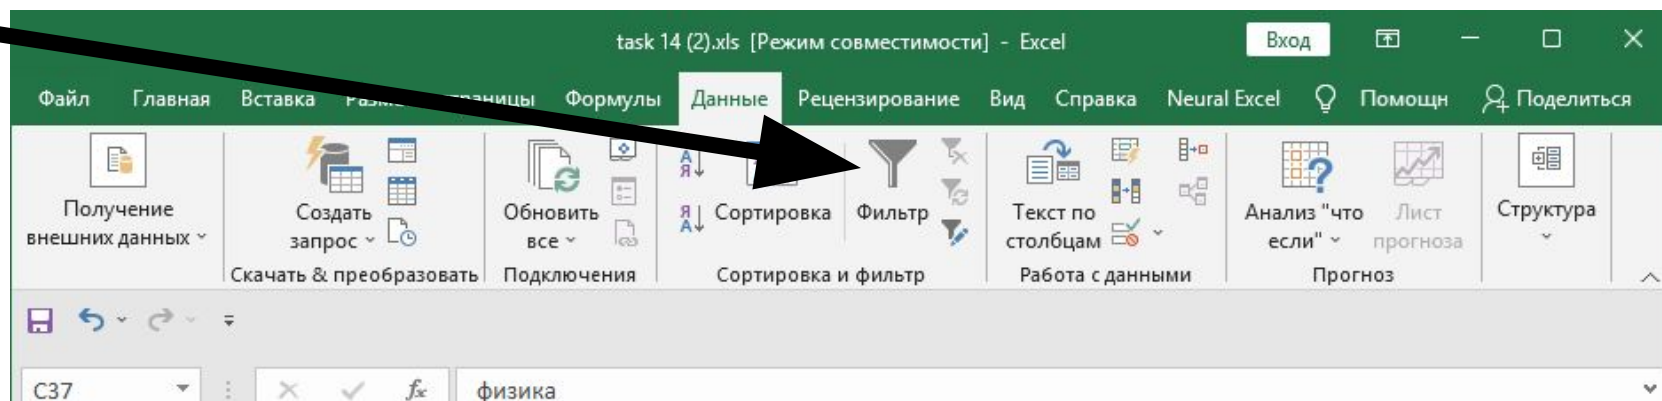 task 14 (2).xls [Режим совместимости] - Excel Вход
Файл Главная Вставка Формулы Данные Рецензирование Вид Справка Neural Excel Помощн Поделиться
Получение внешних данных
Создать запрос
Обновить все
А Я
Я А
Сортировка
Фильтр
Текст по столбцам
Анализ "что если"
Лист прогноза
Структура
Скачать & преобразовать Подключения Сортировка и фильтр Работа с данными Прогноз
C37 fx физика